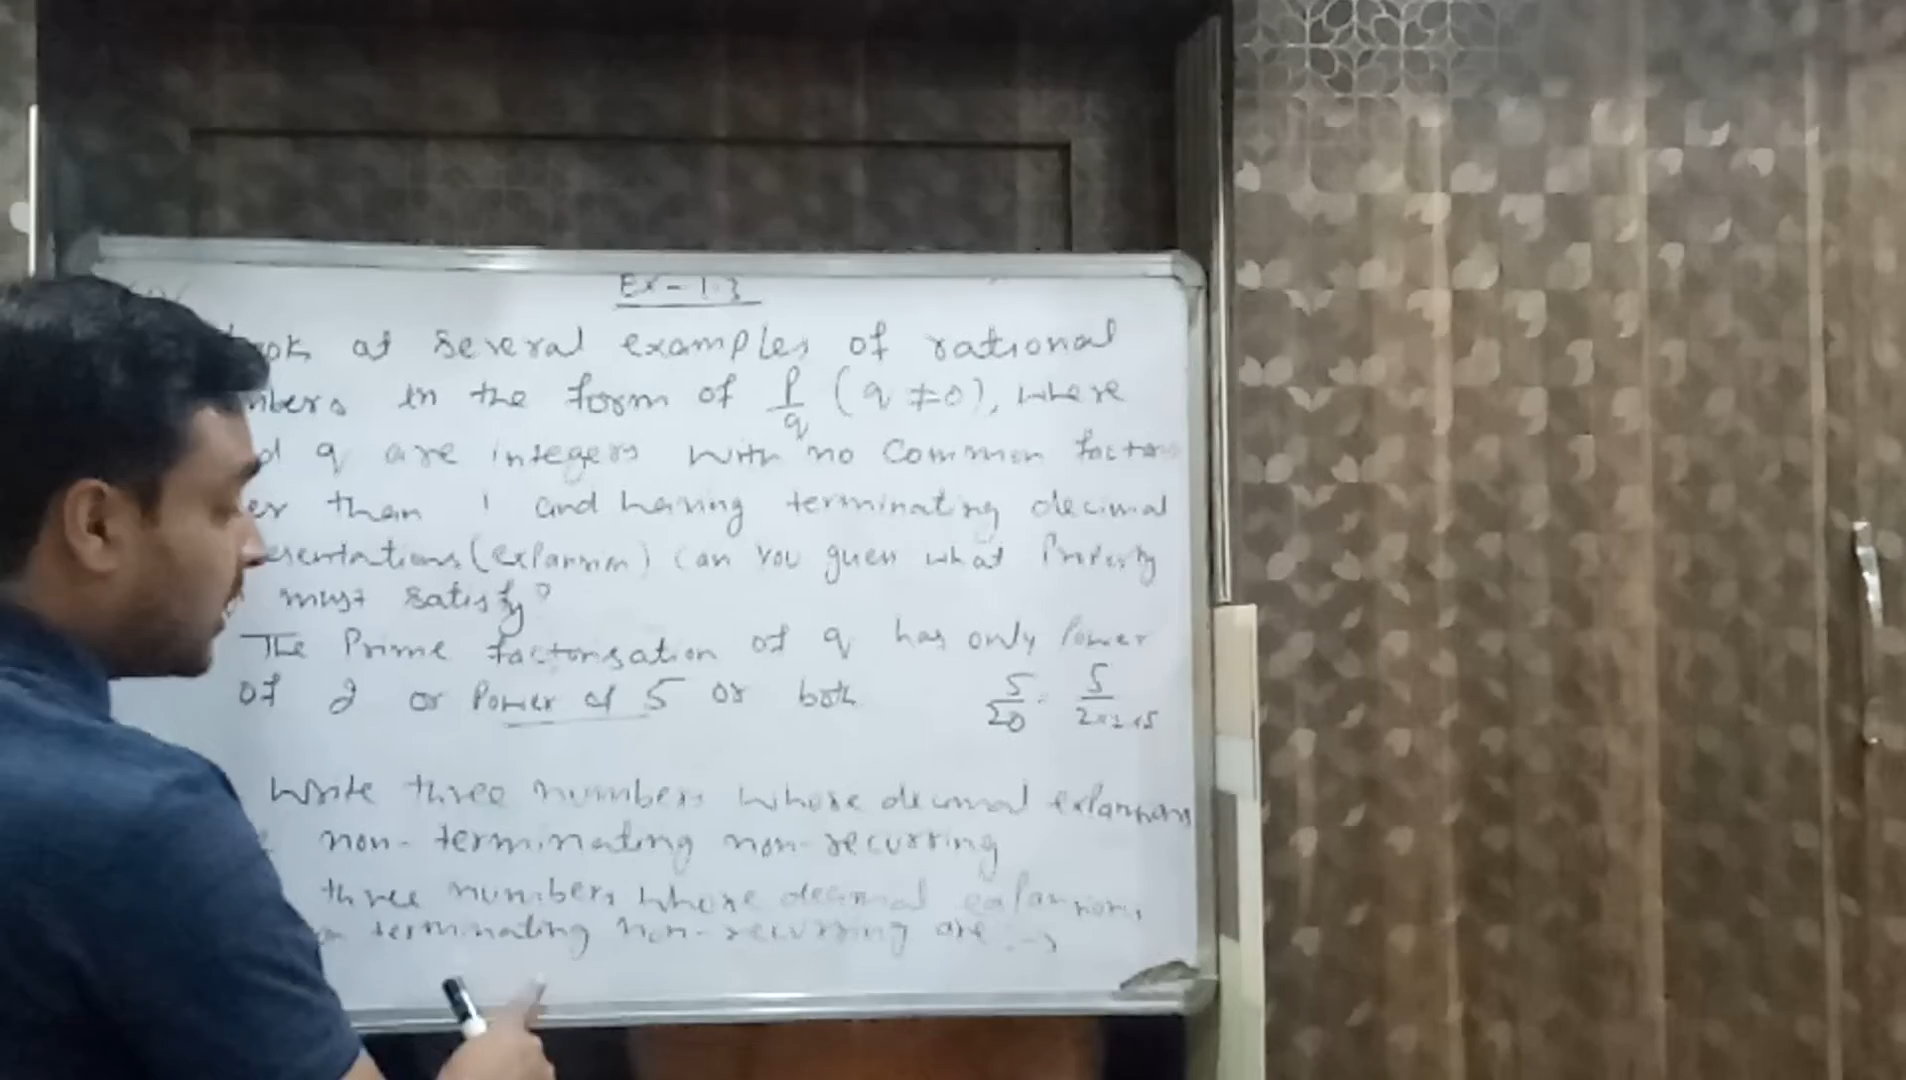 Ex - 1.3
ook at several examples of rational
mbers in the form of p/q (q ≠ 0), where
d q are integers with no common factors
er than 1 and having terminating decimal
esentations (expansion) can you guess what Property
must satisfy?
The Prime factorisation of q has only Power
of 2 or Power of 5 or both 5/20 = 5/2×2×5
Write three numbers whose decimal expansions
non-terminating non-recurring
three numbers whose decimal expansions
terminating non-recurring are :→